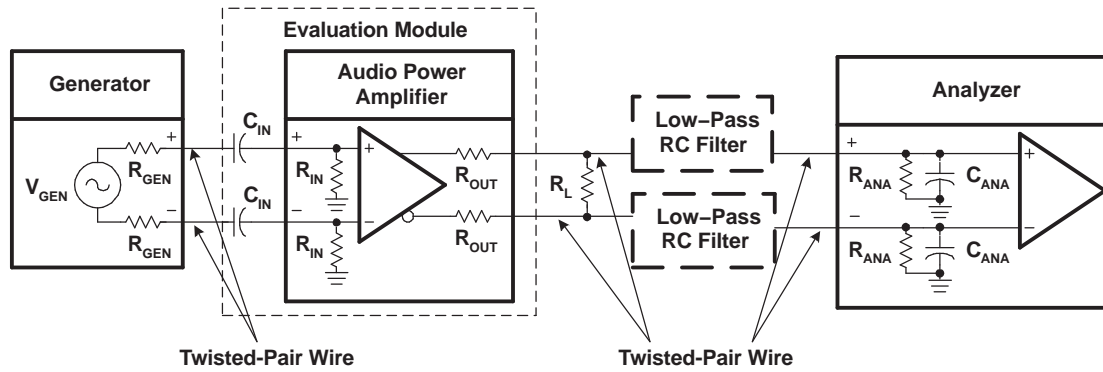 Evaluation Module
Generator
Audio Power
Amplifier
Analyzer
Low–Pass
RC Filter
Low–Pass
RC Filter
V_GEN
R_GEN
R_GEN
+
−
C_IN
C_IN
+
−
R_IN
R_IN
+
−
R_OUT
R_OUT
R_L
+
−
R_ANA
R_ANA
C_ANA
C_ANA
+
−
Twisted-Pair Wire
Twisted-Pair Wire